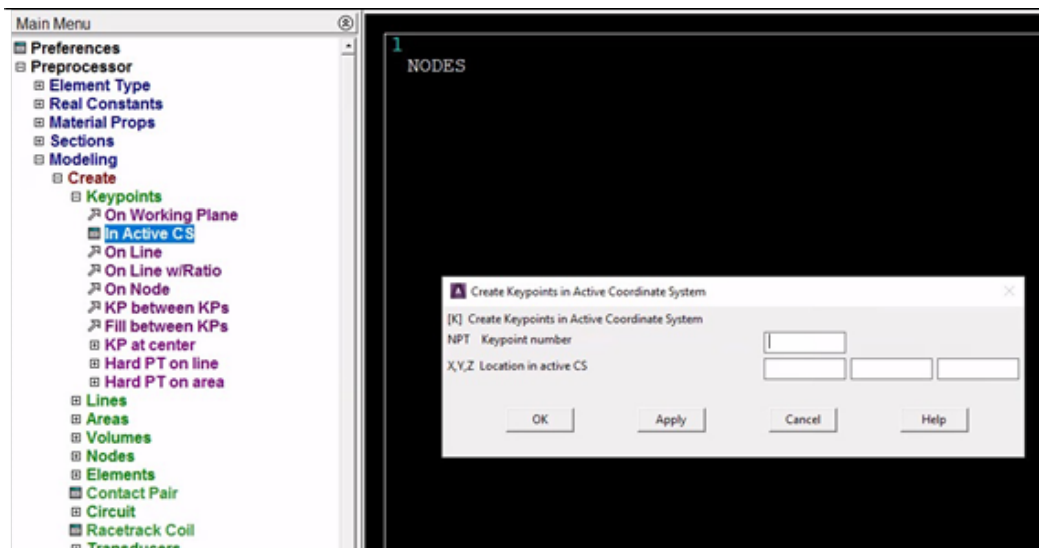 Main Menu
Preferences
Preprocessor
Element Type
Real Constants
Material Props
Sections
Modeling
Create
Keypoints
On Working Plane
In Active CS
On Line
On Line w/Ratio
On Node
KP between KPs
Fill between KPs
KP at center
Hard PT on line
Hard PT on area
Lines
Areas
Volumes
Nodes
Elements
Contact Pair
Circuit
Racetrack Coil
Transducers
1
NODES
Create Keypoints in Active Coordinate System
[K] Create Keypoints in Active Coordinate System
NPT Keypoint number
X,Y,Z Location in active CS
OK Apply Cancel Help